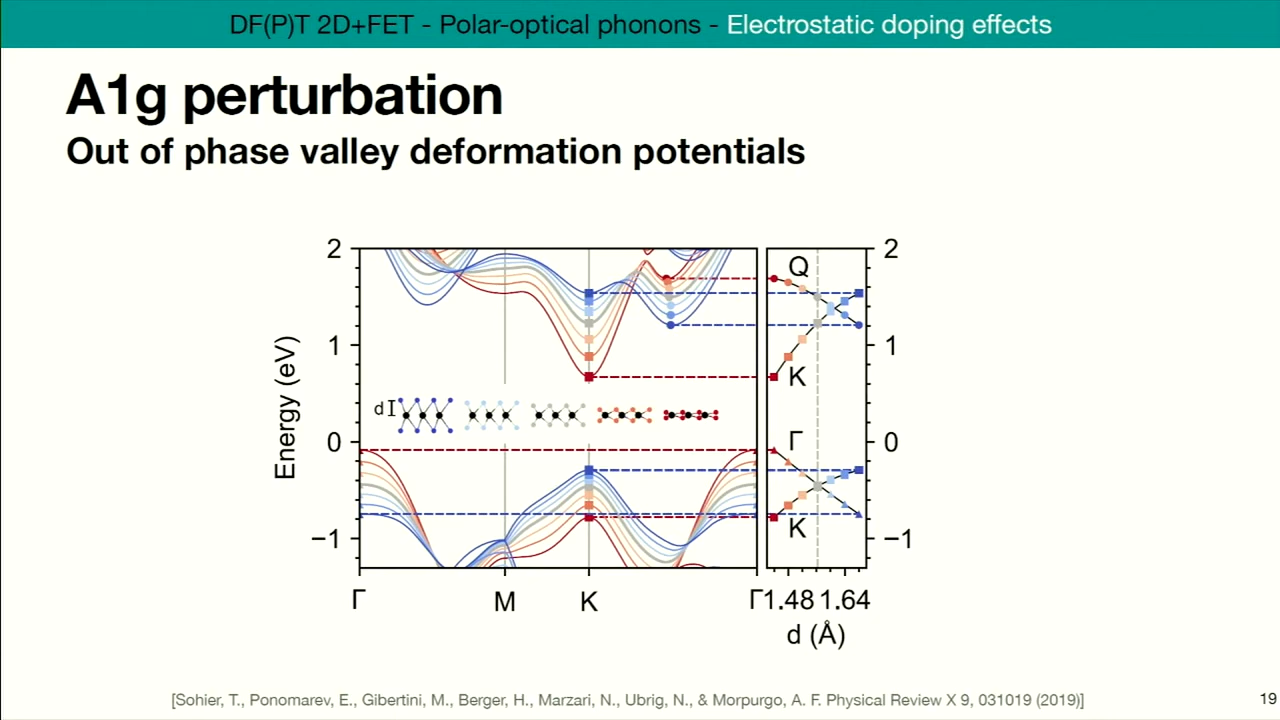 DF(P)T 2D+FET - Polar-optical phonons - Electrostatic doping effects
A1g perturbation
Out of phase valley deformation potentials
Energy (eV)
2
1
0
−1
d
Γ
M
K
Γ
Q
K
Γ
K
2
1
0
−1
1.48 1.64
d (Å)
[Sohier, T., Ponomarev, E., Gibertini, M., Berger, H., Marzari, N., Ubrig, N., & Morpurgo, A. F. Physical Review X 9, 031019 (2019)]
19